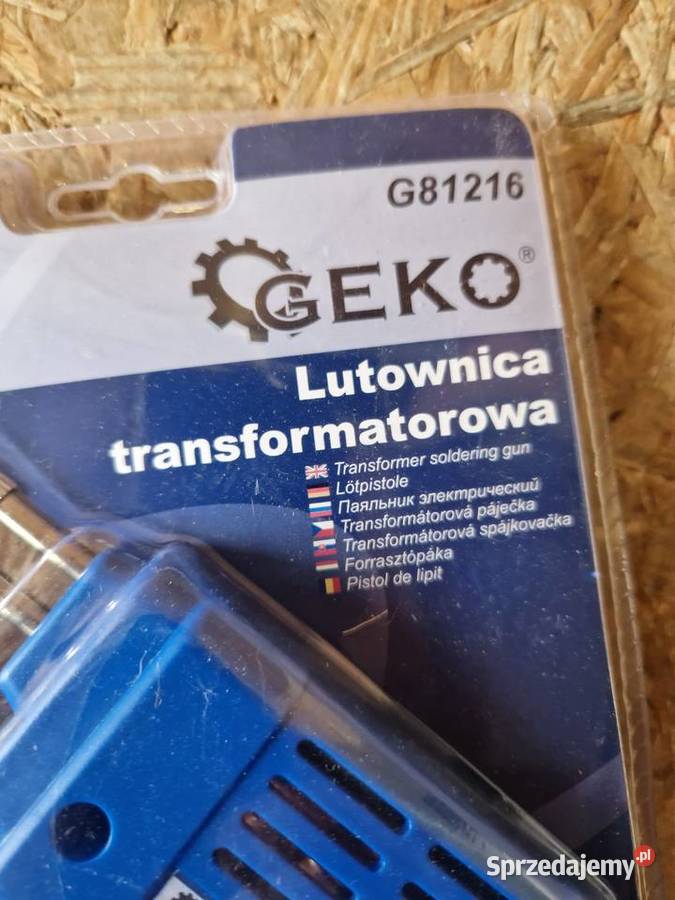 G81216
GEKO®
Lutownica
transformatorowa
Transformer soldering gun
Lötpistole
Паяльник электрический
Transformátorová páječka
Transformátorová spájkovačka
Forrasztópáka
Pistol de lipit
Sprzedajemy.pl